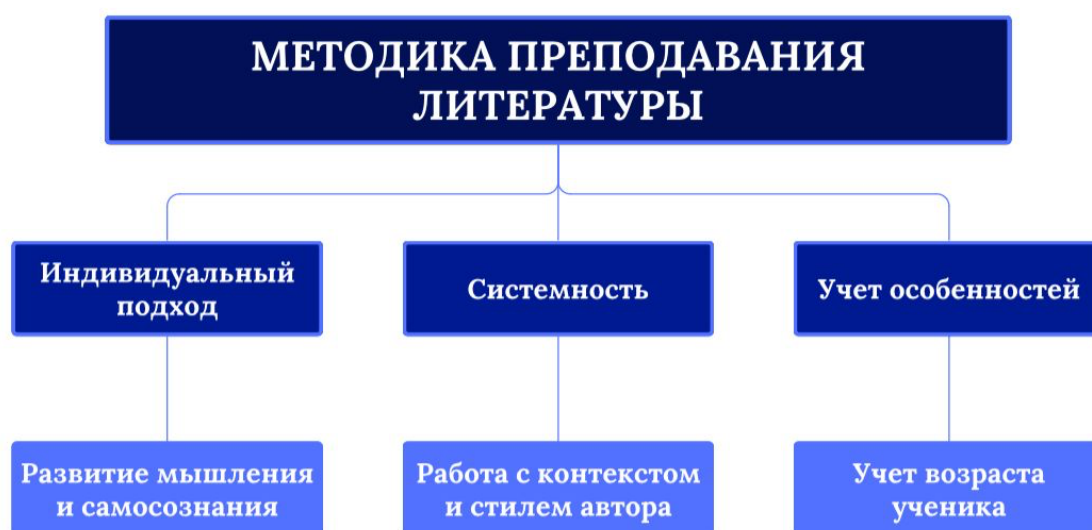 МЕТОДИКА ПРЕПОДАВАНИЯ
ЛИТЕРАТУРЫ
Индивидуальный
подход
Системность
Учет особенностей
Развитие мышления
и самосознания
Работа с контекстом
и стилем автора
Учет возраста
ученика